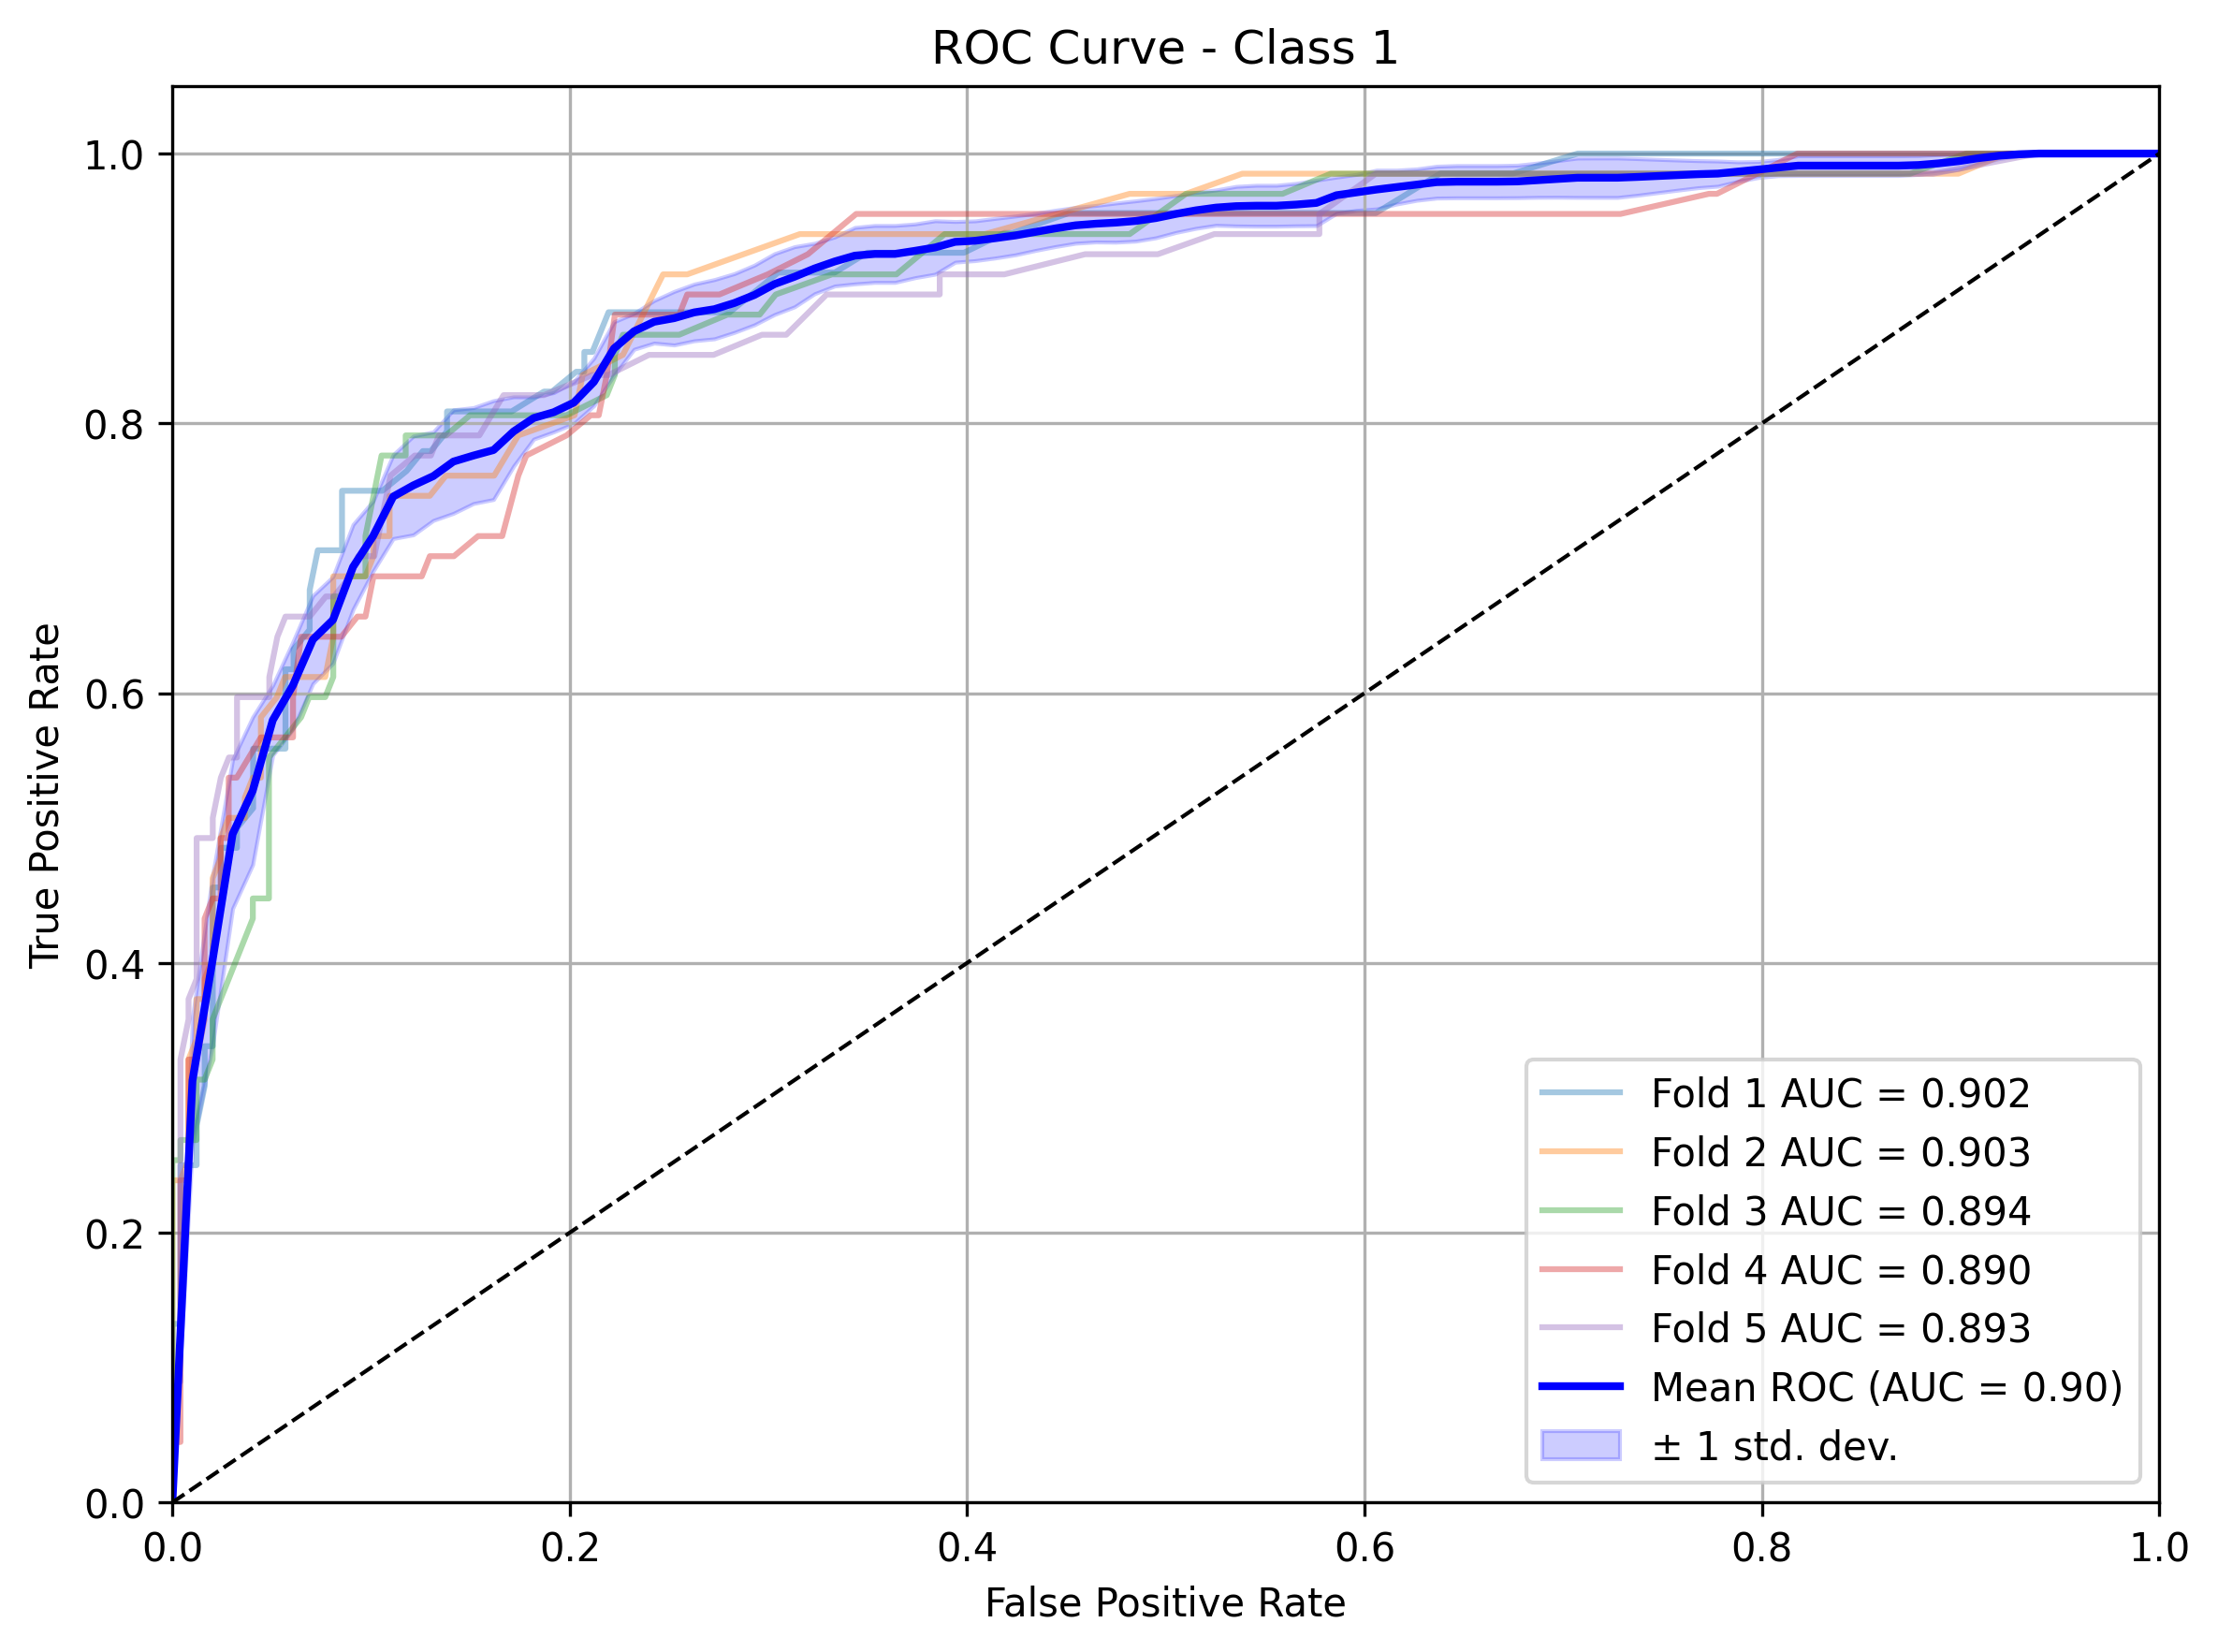 ROC Curve - Class 1
True Positive Rate
1.0
0.8
0.6
0.4
0.2
0.0
0.0 0.2 0.4 0.6 0.8 1.0
False Positive Rate
Fold 1 AUC = 0.902
Fold 2 AUC = 0.903
Fold 3 AUC = 0.894
Fold 4 AUC = 0.890
Fold 5 AUC = 0.893
Mean ROC (AUC = 0.90)
± 1 std. dev.